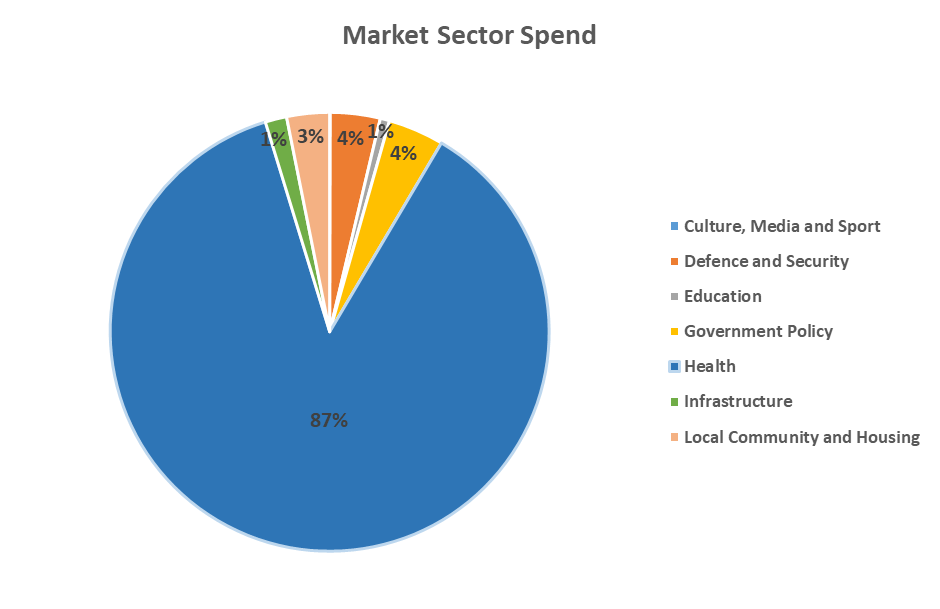 Market Sector Spend
1%
3%
4%
1%
4%
87%
Culture, Media and Sport
Defence and Security
Education
Government Policy
Health
Infrastructure
Local Community and Housing